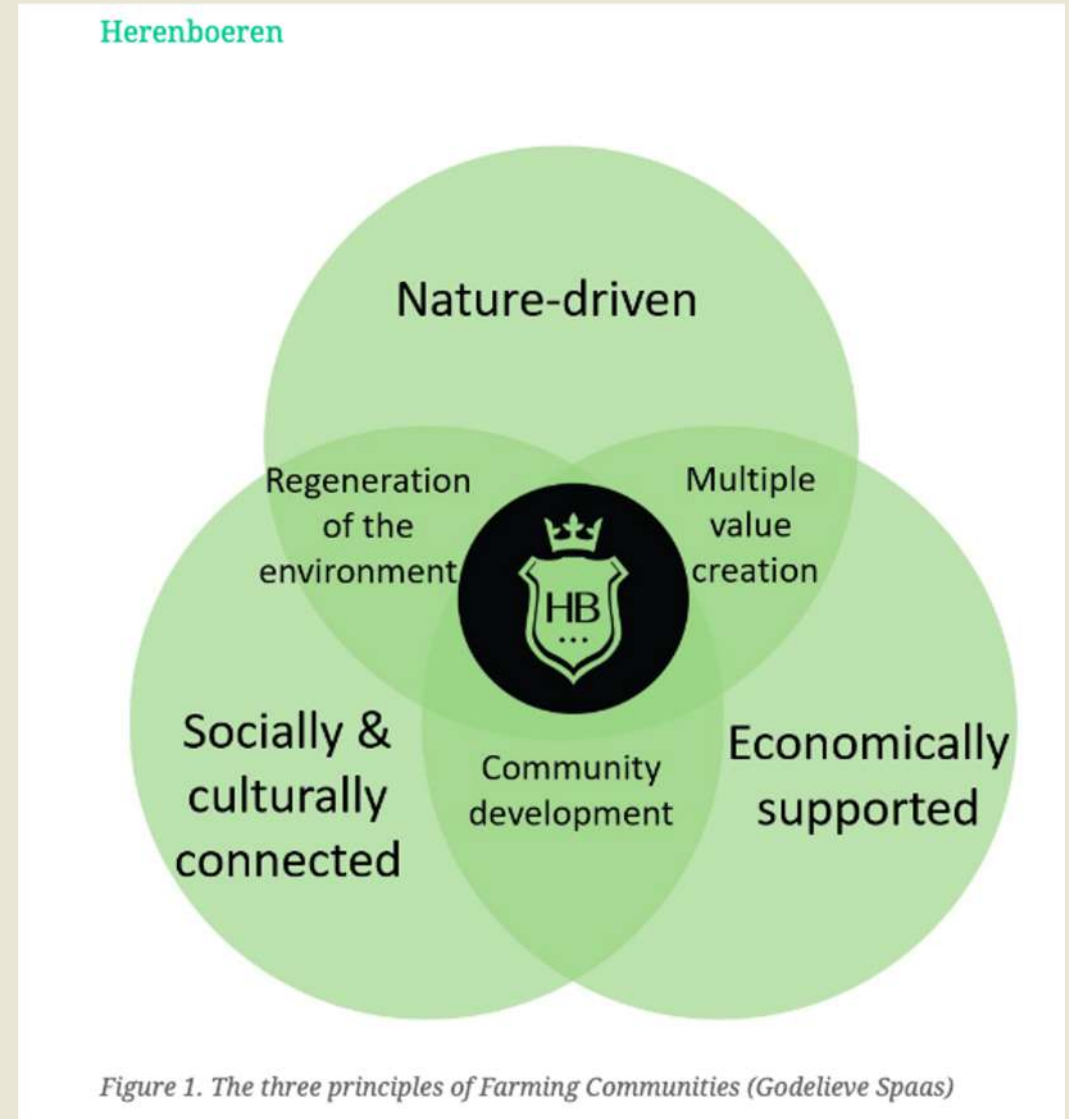 Herenboeren
Nature-driven
Regeneration
of the
environment
Multiple
value
creation
HB
Socially &
culturally
connected
Community
development
Economically
supported
Figure 1. The three principles of Farming Communities (Godelieve Spaas)